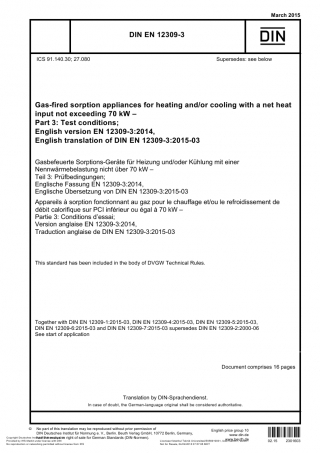 March 2015
DIN EN 12309-3
DIN
ICS 91.140.30; 27.080
Supersedes: see below
Gas-fired sorption appliances for heating and/or cooling with a net heat
input not exceeding 70 kW –
Part 3: Test conditions;
English version EN 12309-3:2014,
English translation of DIN EN 12309-3:2015-03
Gasbefeuerte Sorptions-Geräte für Heizung und/oder Kühlung mit einer
Nennwärmebelastung nicht über 70 kW –
Teil 3: Prüfbedingungen;
Englische Fassung EN 12309-3:2014,
Englische Übersetzung von DIN EN 12309-3:2015-03
Appareils à sorption fonctionnant au gaz pour le chauffage et/ou le refroidissement de
débit calorifique sur PCI inférieur ou égal à 70 kW –
Partie 3: Conditions d'essai;
Version anglaise EN 12309-3:2014,
Traduction anglaise de DIN EN 12309-3:2015-03
This standard has been included in the body of DVGW Technical Rules.
Together with DIN EN 12309-1:2015-03, DIN EN 12309-4:2015-03, DIN EN 12309-5:2015-03,
DIN EN 12309-6:2015-03 and DIN EN 12309-7:2015-03 supersedes DIN EN 12309-2:2000-06
See start of application
Document comprises 16 pages
Translation by DIN-Sprachendienst.
In case of doubt, the German-language original shall be considered authoritative.
No part of this translation may be reproduced without prior permission of
DIN Deutsches Institut für Normung e. V., Berlin. Beuth Verlag GmbH, 10772 Berlin, Germany,
has the exclusive right of sale for German Standards (DIN-Normen).
English price group 10
www.din.de
www.beuth.de